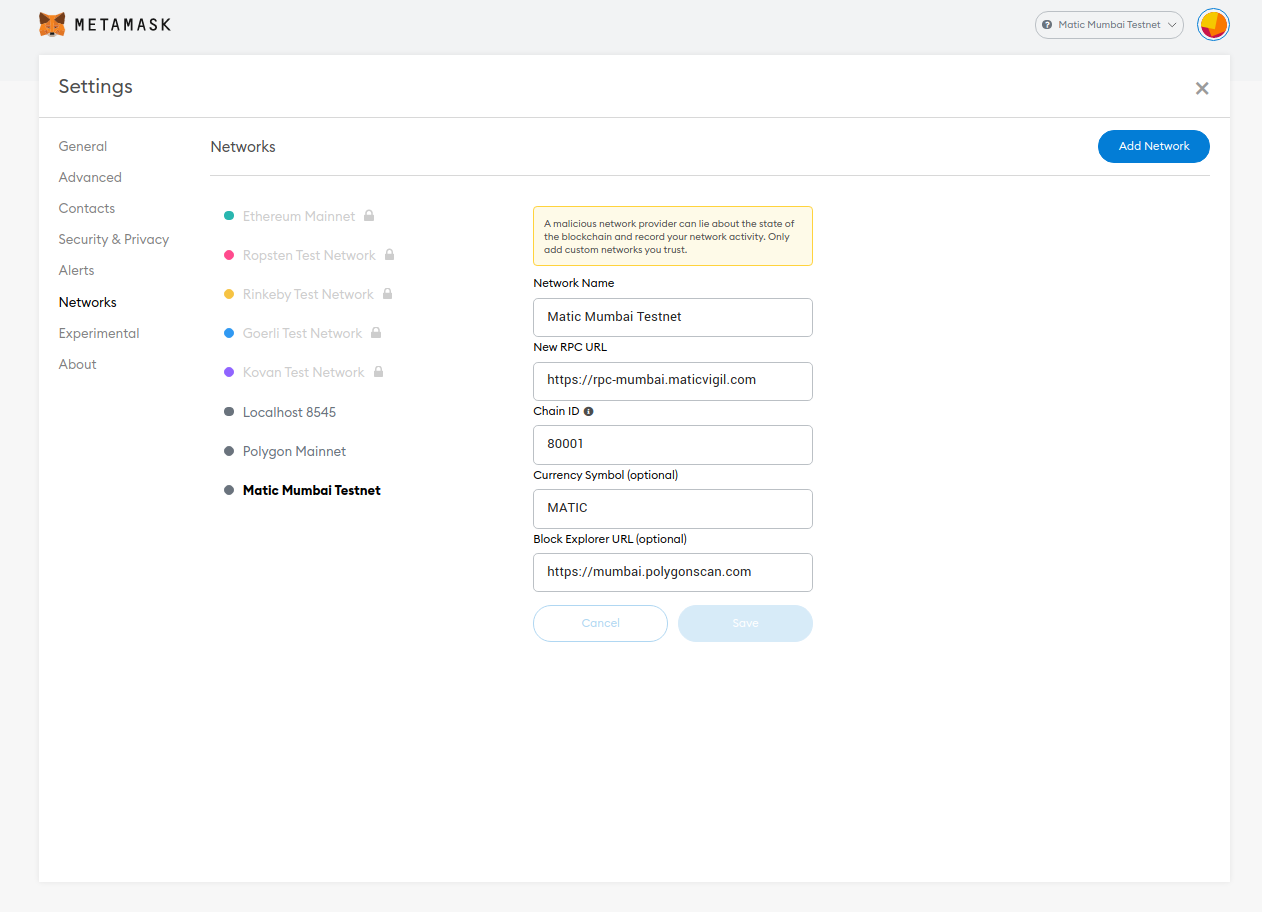 METAMASK
Matic Mumbai Testnet
Settings
General
Advanced
Contacts
Security & Privacy
Alerts
Networks
Experimental
About
Networks
Add Network
Ethereum Mainnet
Ropsten Test Network
Rinkeby Test Network
Goerli Test Network
Kovan Test Network
Localhost 8545
Polygon Mainnet
Matic Mumbai Testnet
A malicious network provider can lie about the state of
the blockchain and record your network activity. Only
add custom networks you trust.
Network Name
Matic Mumbai Testnet
New RPC URL
https://rpc-mumbai.maticvigil.com
Chain ID
80001
Currency Symbol (optional)
MATIC
Block Explorer URL (optional)
https://mumbai.polygonscan.com
Cancel
Save